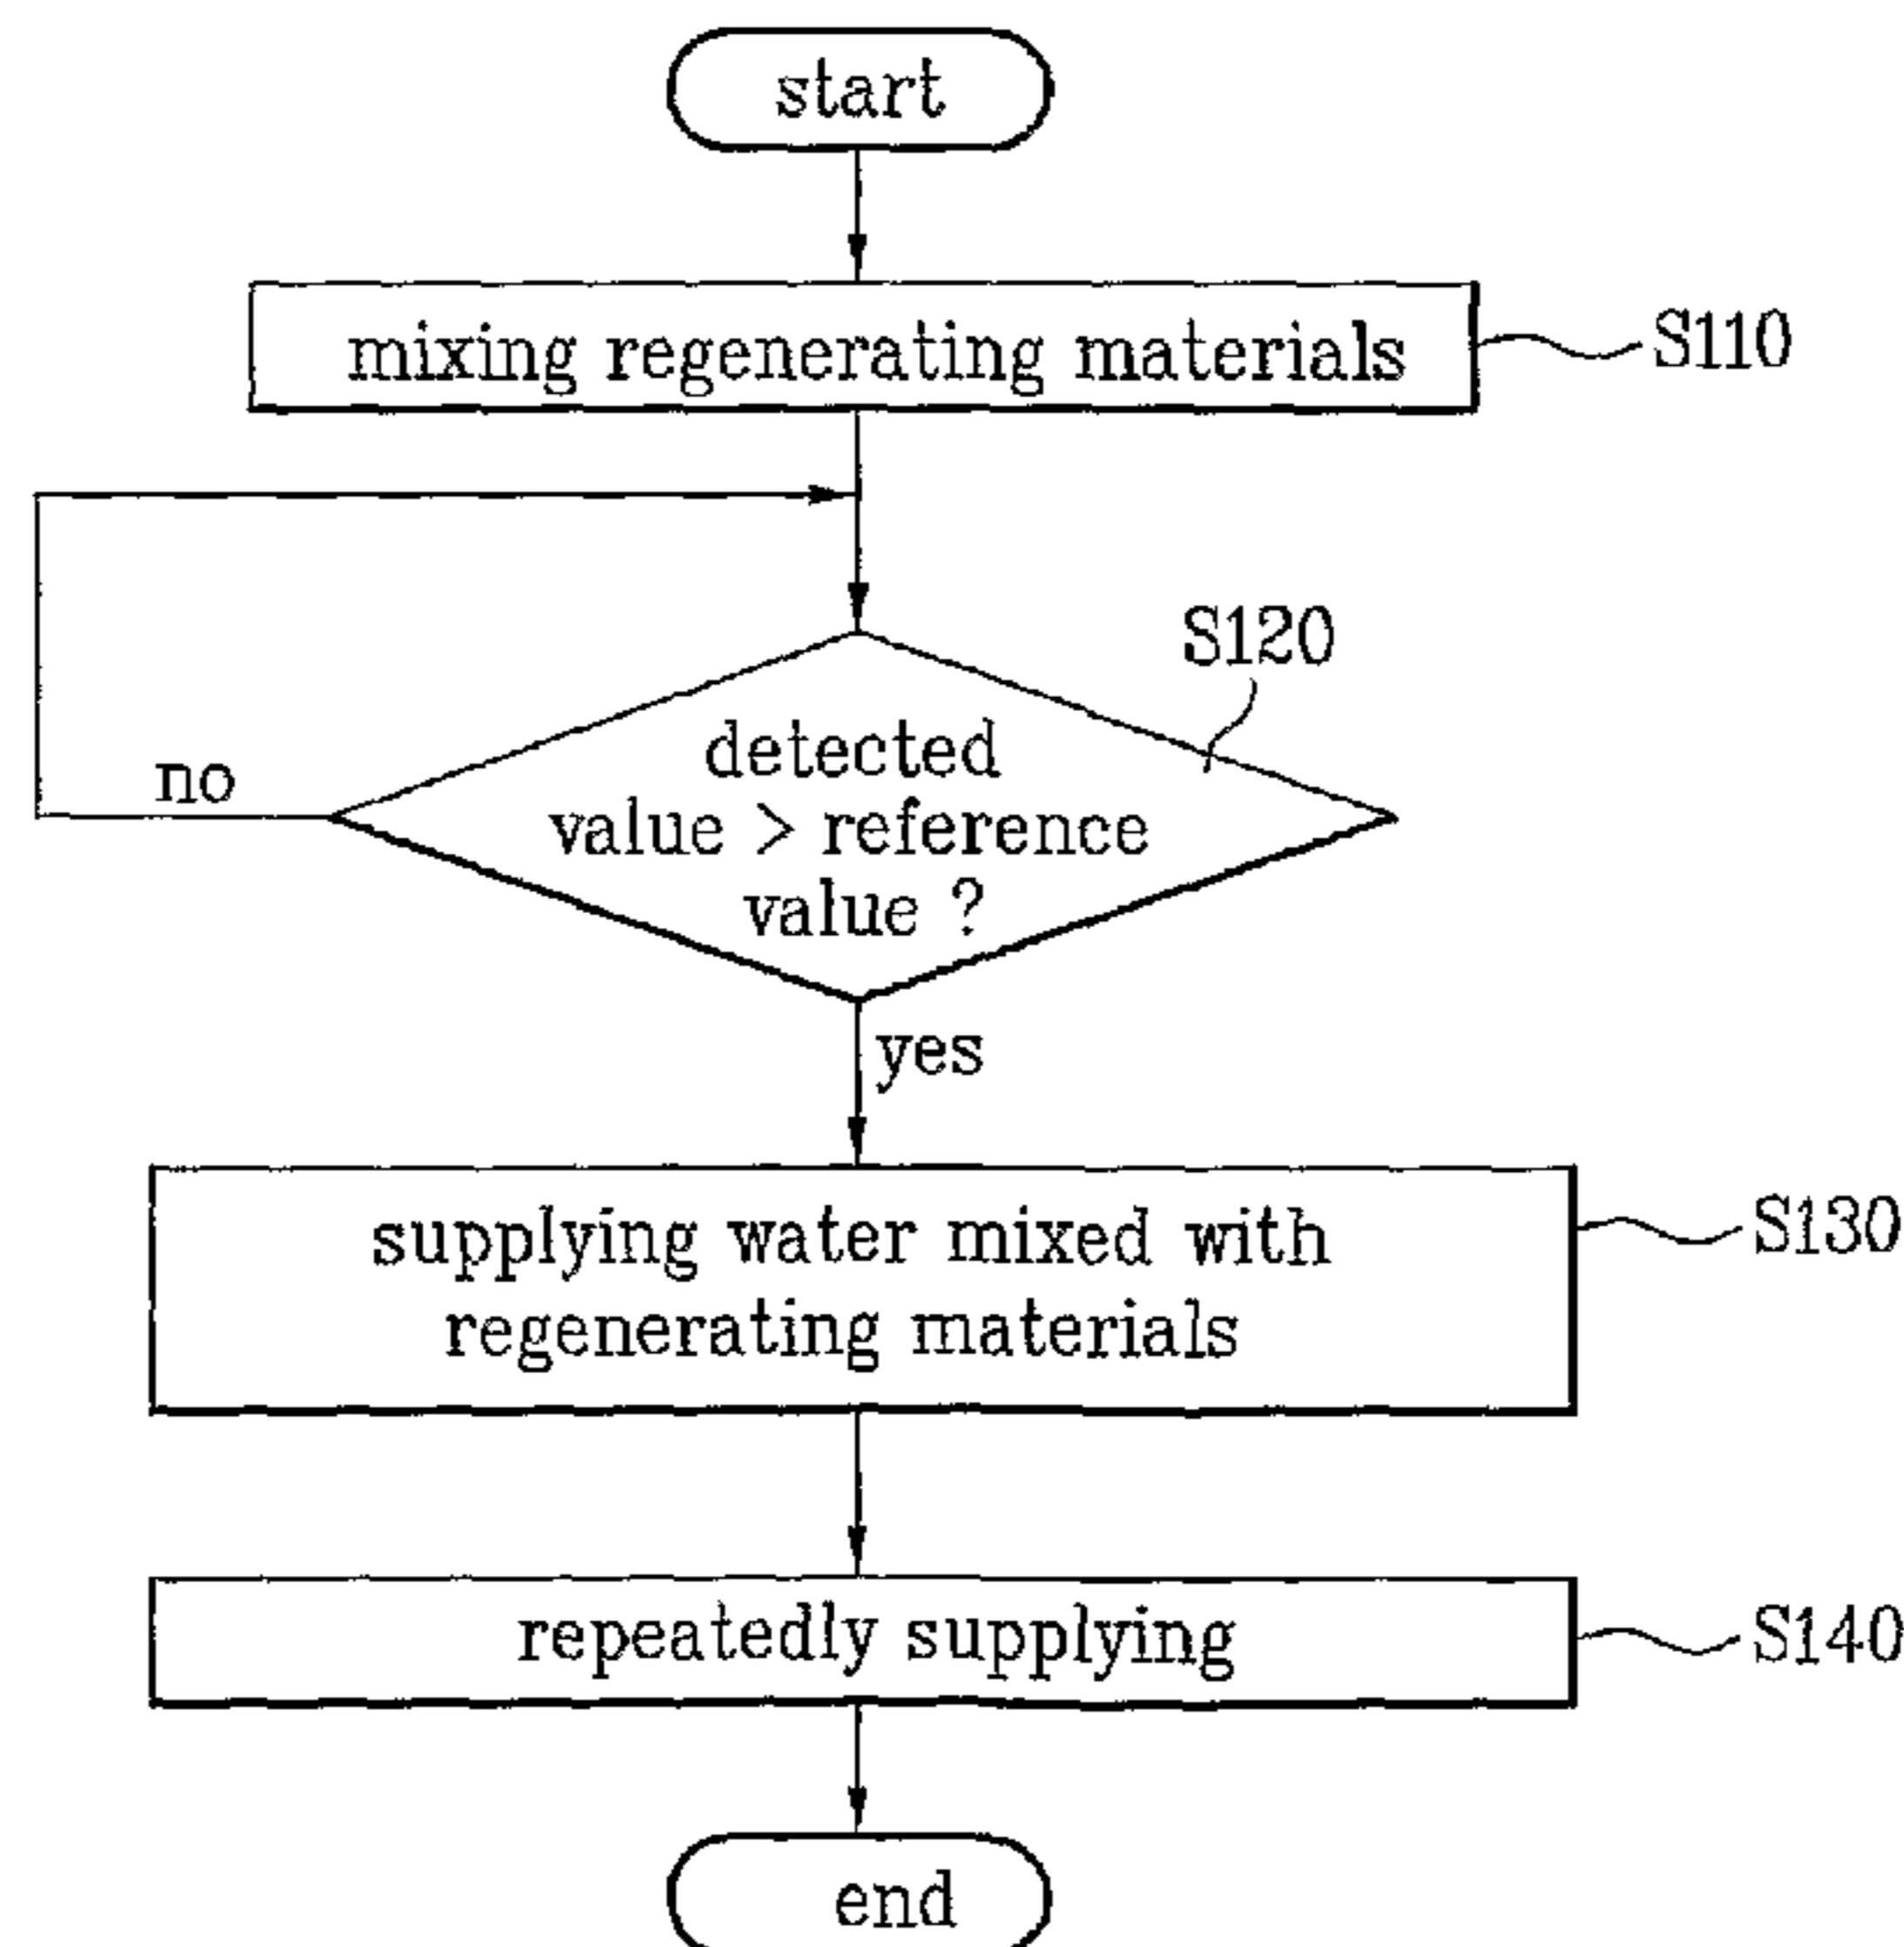 start
mixing regenerating materials
S110
S120
detected
value > reference
value ?
no
yes
supplying water mixed with
regenerating materials
S130
repeatedly supplying
S140
end